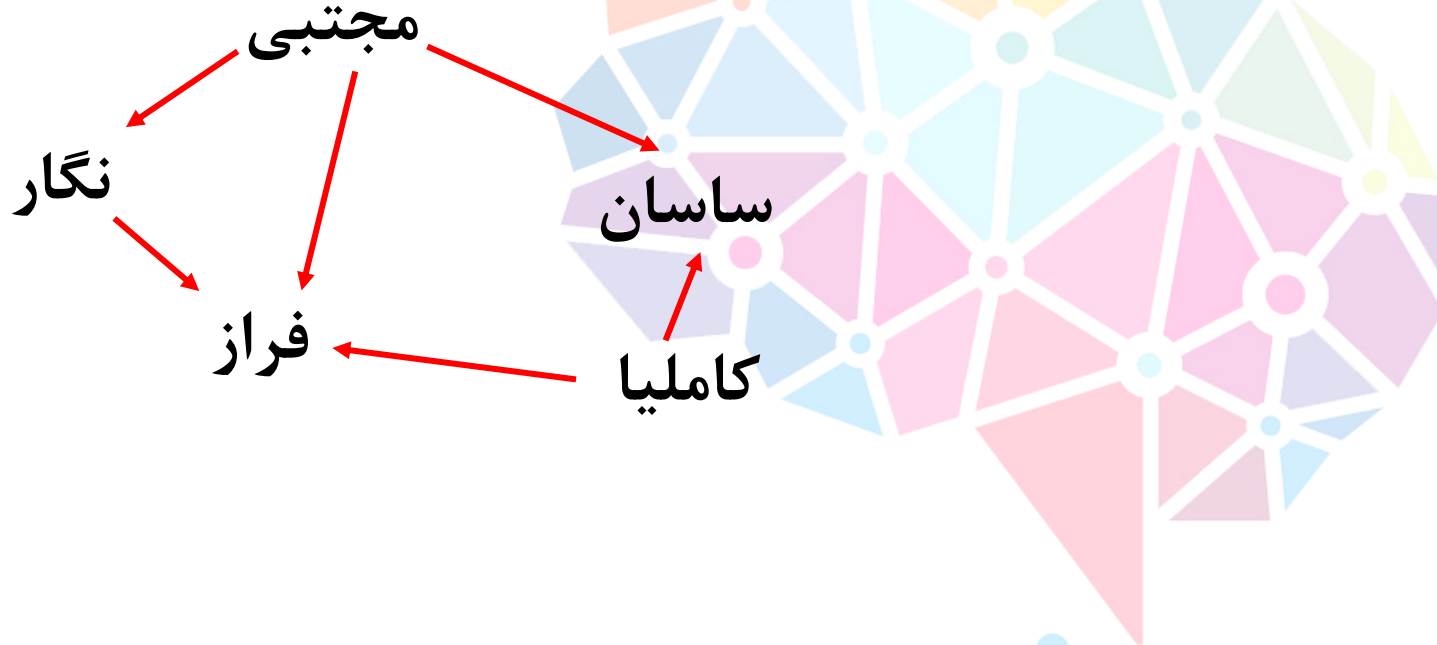 مجتبی
نگار
ساسان
فراز
کاملیا